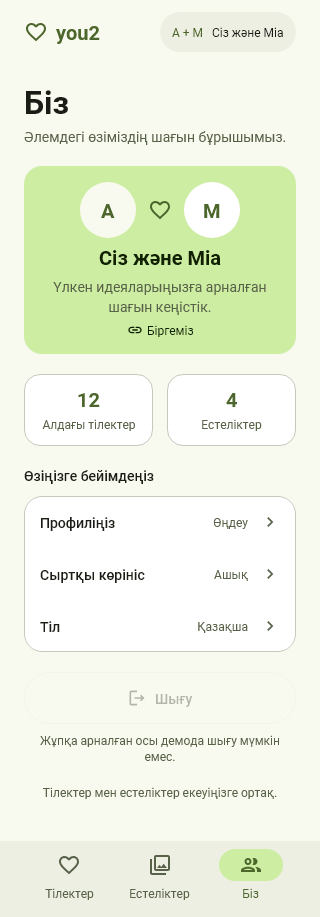 you2
A + M Сіз және Mia
Біз
Әлемдегі өзіміздің шағын бұрышымыз.
A
M
Сіз және Mia
Үлкен идеяларыңызға арналған
шағын кеңістік.
Біргеміз
12
Алдағы тілектер
4
Естеліктер
Өзіңізге бейімдеңіз
Профиліңіз
Өңдеу
Сыртқы көрініс
Ашық
Тіл
Қазақша
Шығу
Жұпқа арналған осы демода шығу мүмкін
емес.
Тілектер мен естеліктер екеуіңізге ортақ.
Тілектер
Естеліктер
Біз